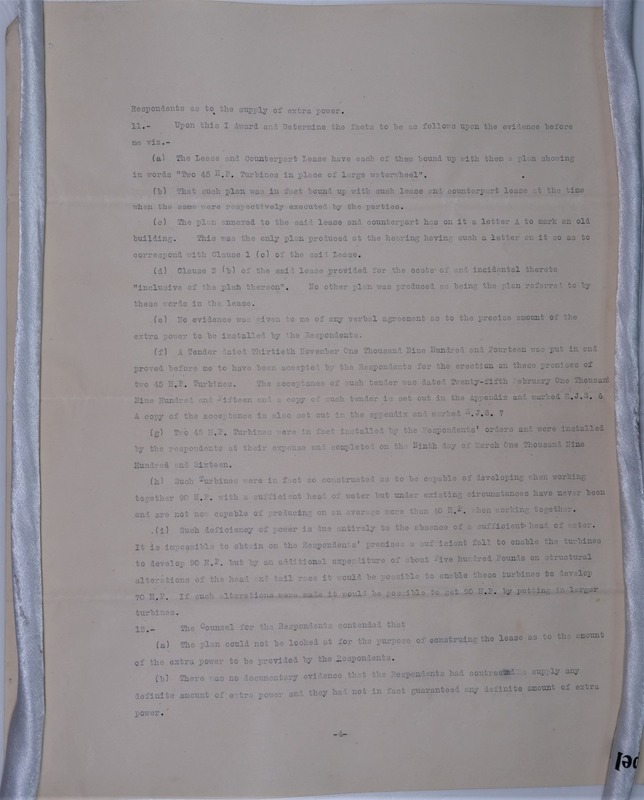 Respondents as to the supply of extra power.
11.- Upon this I Award and Determine the facts to be as follows upon the evidence before
me viz.-
(a) The Lease and Counterpart Lease have each of them bound up with them a plan showing
in words "Two 45 H.P. Turbines in place of large waterwheel".
(b) That such plan was in fact bound up with such lease and counterpart lease at the time
when the same were respectively executed by the parties.
(c) The plan annexed to the said lease and counterpart has on it a letter A to mark an old
building. This was the only plan produced at the hearing having such a letter on it so as to
correspond with Clause 1 (c) of the said Lease.
(d) Clause 2 (b) of the said lease provided for the costs of and incidental thereto
"inclusive of the plan thereon". No other plan was produced as being the plan referred to by
these words in the lease.
(e) No evidence was given to me of any verbal agreement as to the precise amount of the
extra power to be installed by the Respondents.
(f) A Tender dated Thirtieth November One Thousand Nine Hundred and Fourteen was put in and
proved before me to have been accepted by the Respondents for the erection on these premises of
two 45 H.P. Turbines. The acceptance of such tender was dated Twenty-fifth February One Thousand
Nine Hundred and Fifteen and a copy of such tender is set out in the Appendix and marked H.J.S. 6
A copy of the acceptance is also set out in the appendix and marked H.J.S. 7
(g) Two 45 H.P. Turbines were in fact installed by the Respondents' orders and were installed
by the respondents at their expense and completed on the Ninth day of March One Thousand Nine
Hundred and Sixteen.
(h) Such Turbines were in fact so constructed as to be capable of developing when working
together 90 H.P. with a sufficient head of water but under existing circumstances have never been
and are not now capable of producing on an average more than 40 H.P. when working together.
(i) Such deficiency of power is due entirely to the absence of a sufficient head of water.
It is impossible to obtain on the Respondents' premises a sufficient fall to enable the turbines
to develop 90 H.P. but by an additional expenditure of about Five hundred Pounds on structural
alterations of the head and tail race it would be possible to enable these turbines to develop
70 H.P. If such alterations were made it would be possible to get 90 H.P. by putting in larger
turbines.
12.- The Counsel for the Respondents contended that
(a) The plan could not be looked at for the purpose of construing the lease as to the amount
of the extra power to be provided by the Respondents.
(b) There was no documentary evidence that the Respondents had supply any
definite amount of extra power and they had not in fact guaranteed any definite amount of extra
power.
-4-